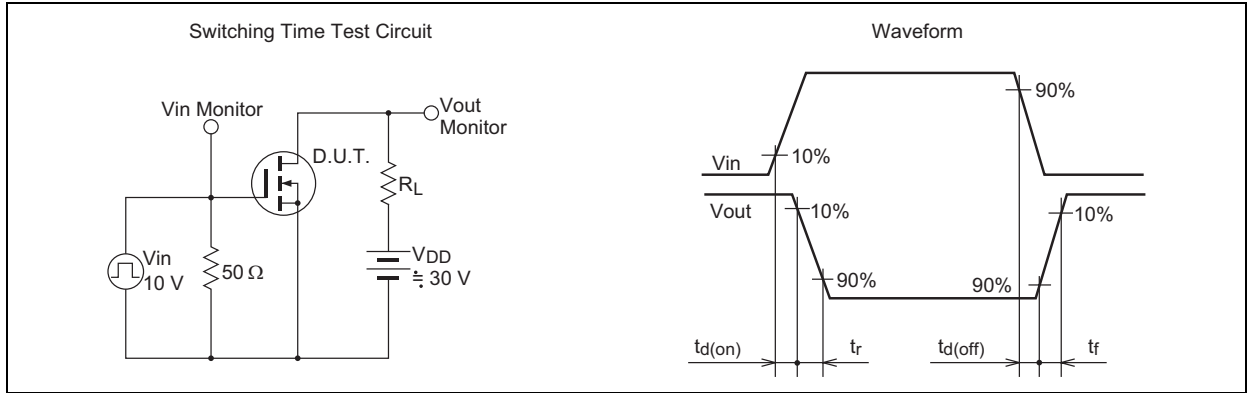 Switching Time Test Circuit
Vin Monitor
Vout
Monitor
D.U.T.
RL
Vin
10 V
50 Ω
VDD
≒ 30 V
Waveform
Vin
10%
90%
Vout
10%
90%
90%
10%
td(on)
tr
td(off)
tf